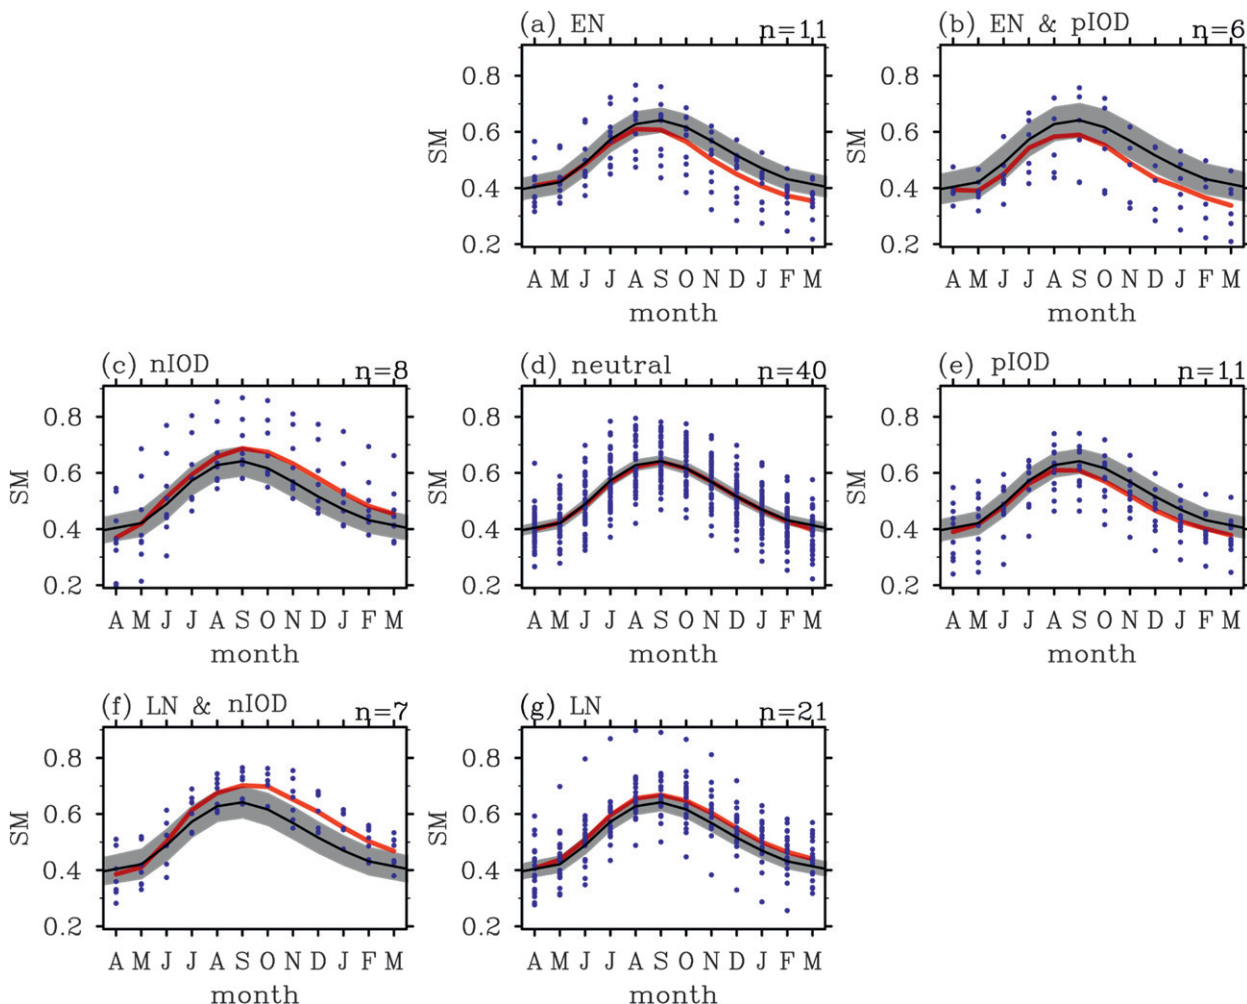 (a) EN n=11
0.8
0.6
0.4
0.2
SM
A M J J A S O N D J F M
month
(b) EN & pIOD n=6
0.8
0.6
0.4
0.2
SM
A M J J A S O N D J F M
month
(c) nIOD n=8
0.8
0.6
0.4
0.2
SM
A M J J A S O N D J F M
month
(d) neutral n=40
0.8
0.6
0.4
0.2
SM
A M J J A S O N D J F M
month
(e) pIOD n=11
0.8
0.6
0.4
0.2
SM
A M J J A S O N D J F M
month
(f) LN & nIOD n=7
0.8
0.6
0.4
0.2
SM
A M J J A S O N D J F M
month
(g) LN n=21
0.8
0.6
0.4
0.2
SM
A M J J A S O N D J F M
month